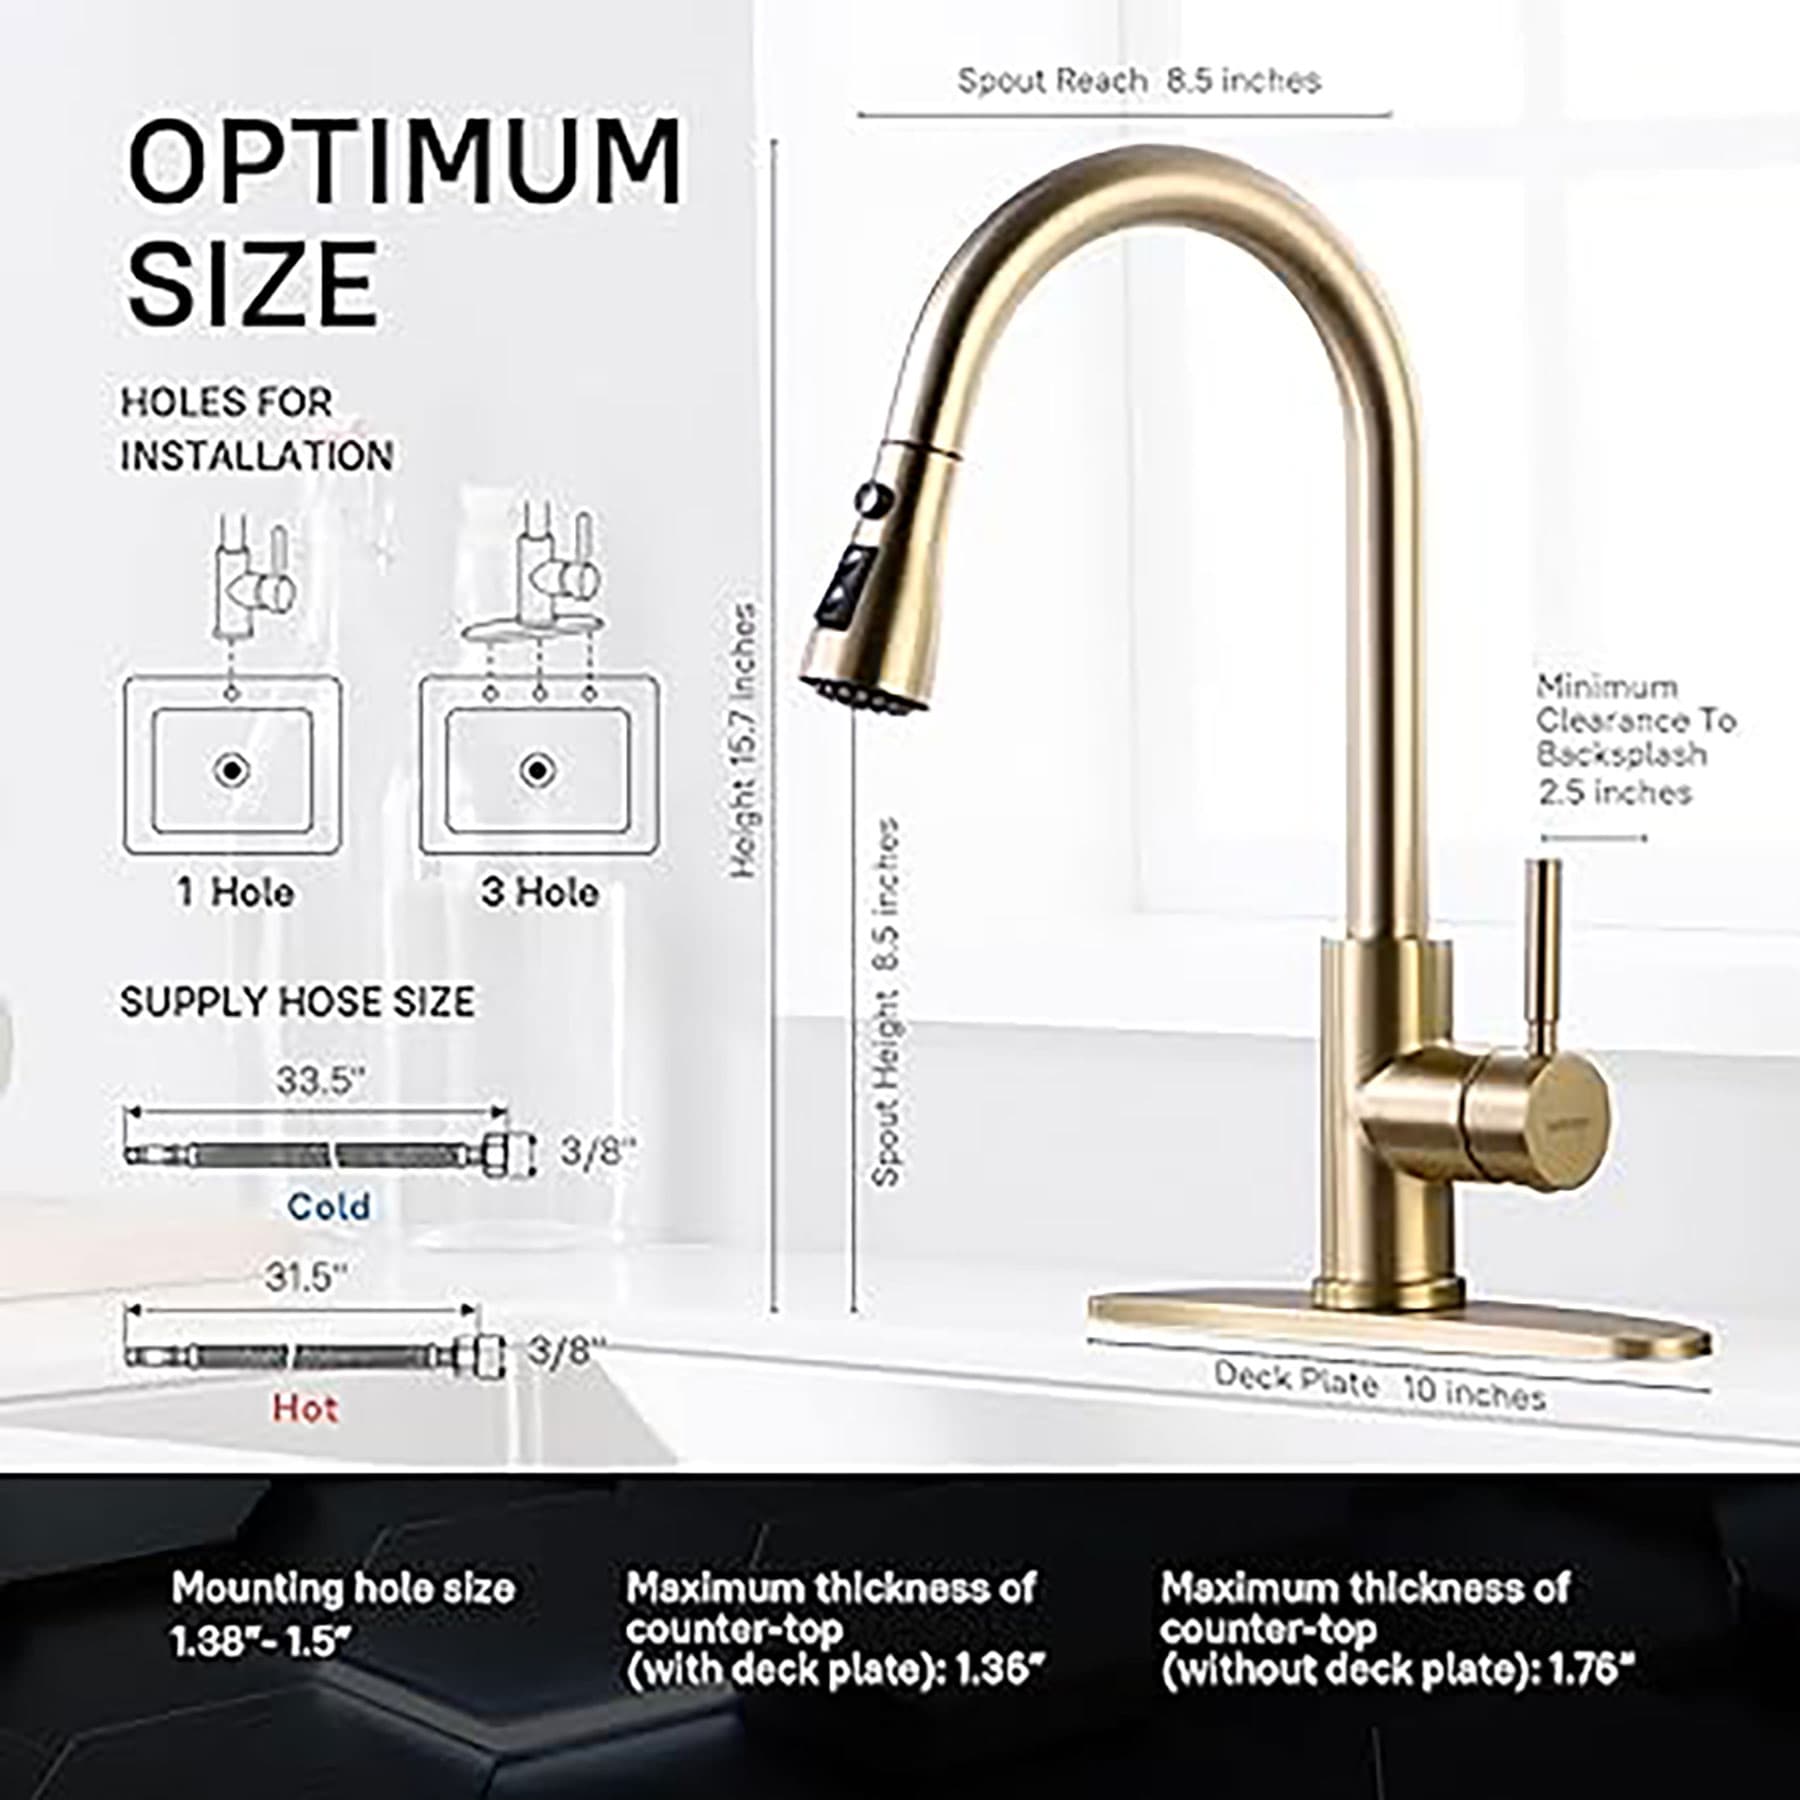 OPTIMUM
SIZE
HOLES FOR
INSTALLATION
1 Hole
3 Hole
SUPPLY HOSE SIZE
33.5"
3/8"
Cold
31.5"
3/8"
Hot
Spout Reach 8.5 inches
Height 15.7 inches
Spout Height 8.5 inches
Minimum
Clearance To
Backsplash
2.5 inches
Deck Plate 10 inches
Mounting hole size
1.38"- 1.5"
Maximum thickness of
counter-top
(with deck plate): 1.36"
Maximum thickness of
counter-top
(without deck plate): 1.76"